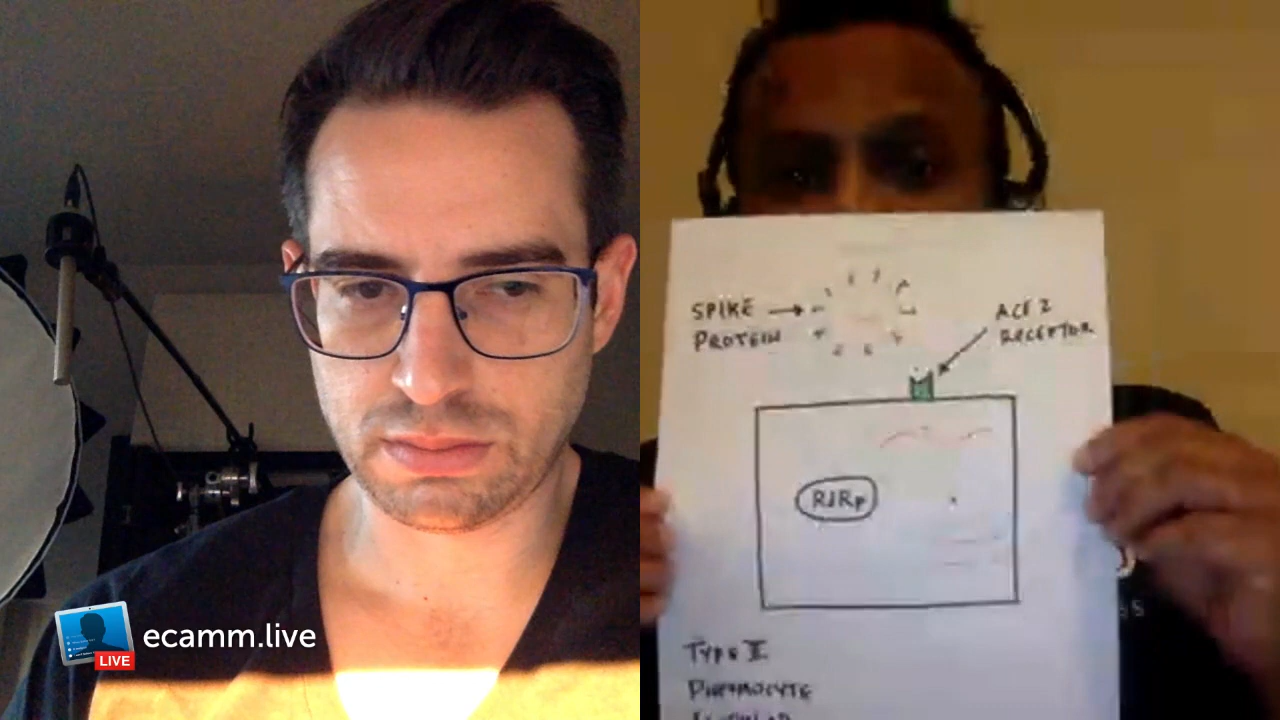 SPIKE
PROTEIN
ACE 2
RECEPTOR
RdRp
TYPE II
PNEUMOCYTE
ecamm.live
LIVE